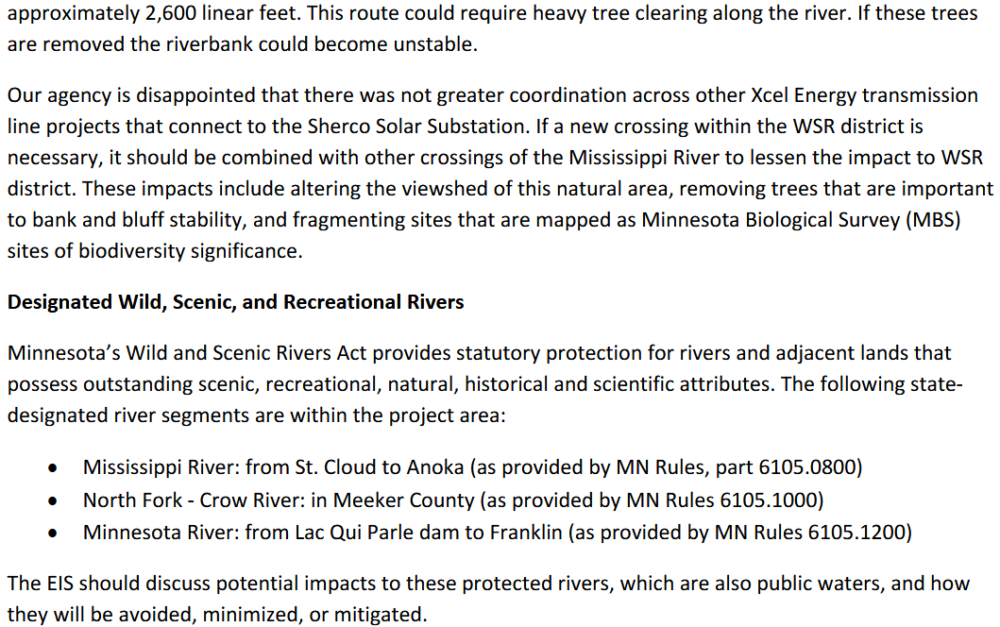 approximately 2,600 linear feet. This route could require heavy tree clearing along the river. If these trees
are removed the riverbank could become unstable.
Our agency is disappointed that there was not greater coordination across other Xcel Energy transmission
line projects that connect to the Sherco Solar Substation. If a new crossing within the WSR district is
necessary, it should be combined with other crossings of the Mississippi River to lessen the impact to WSR
district. These impacts include altering the viewshed of this natural area, removing trees that are important
to bank and bluff stability, and fragmenting sites that are mapped as Minnesota Biological Survey (MBS)
sites of biodiversity significance.
Designated Wild, Scenic, and Recreational Rivers
Minnesota’s Wild and Scenic Rivers Act provides statutory protection for rivers and adjacent lands that
possess outstanding scenic, recreational, natural, historical and scientific attributes. The following state-
designated river segments are within the project area:
• Mississippi River: from St. Cloud to Anoka (as provided by MN Rules, part 6105.0800)
• North Fork - Crow River: in Meeker County (as provided by MN Rules 6105.1000)
• Minnesota River: from Lac Qui Parle dam to Franklin (as provided by MN Rules 6105.1200)
The EIS should discuss potential impacts to these protected rivers, which are also public waters, and how
they will be avoided, minimized, or mitigated.